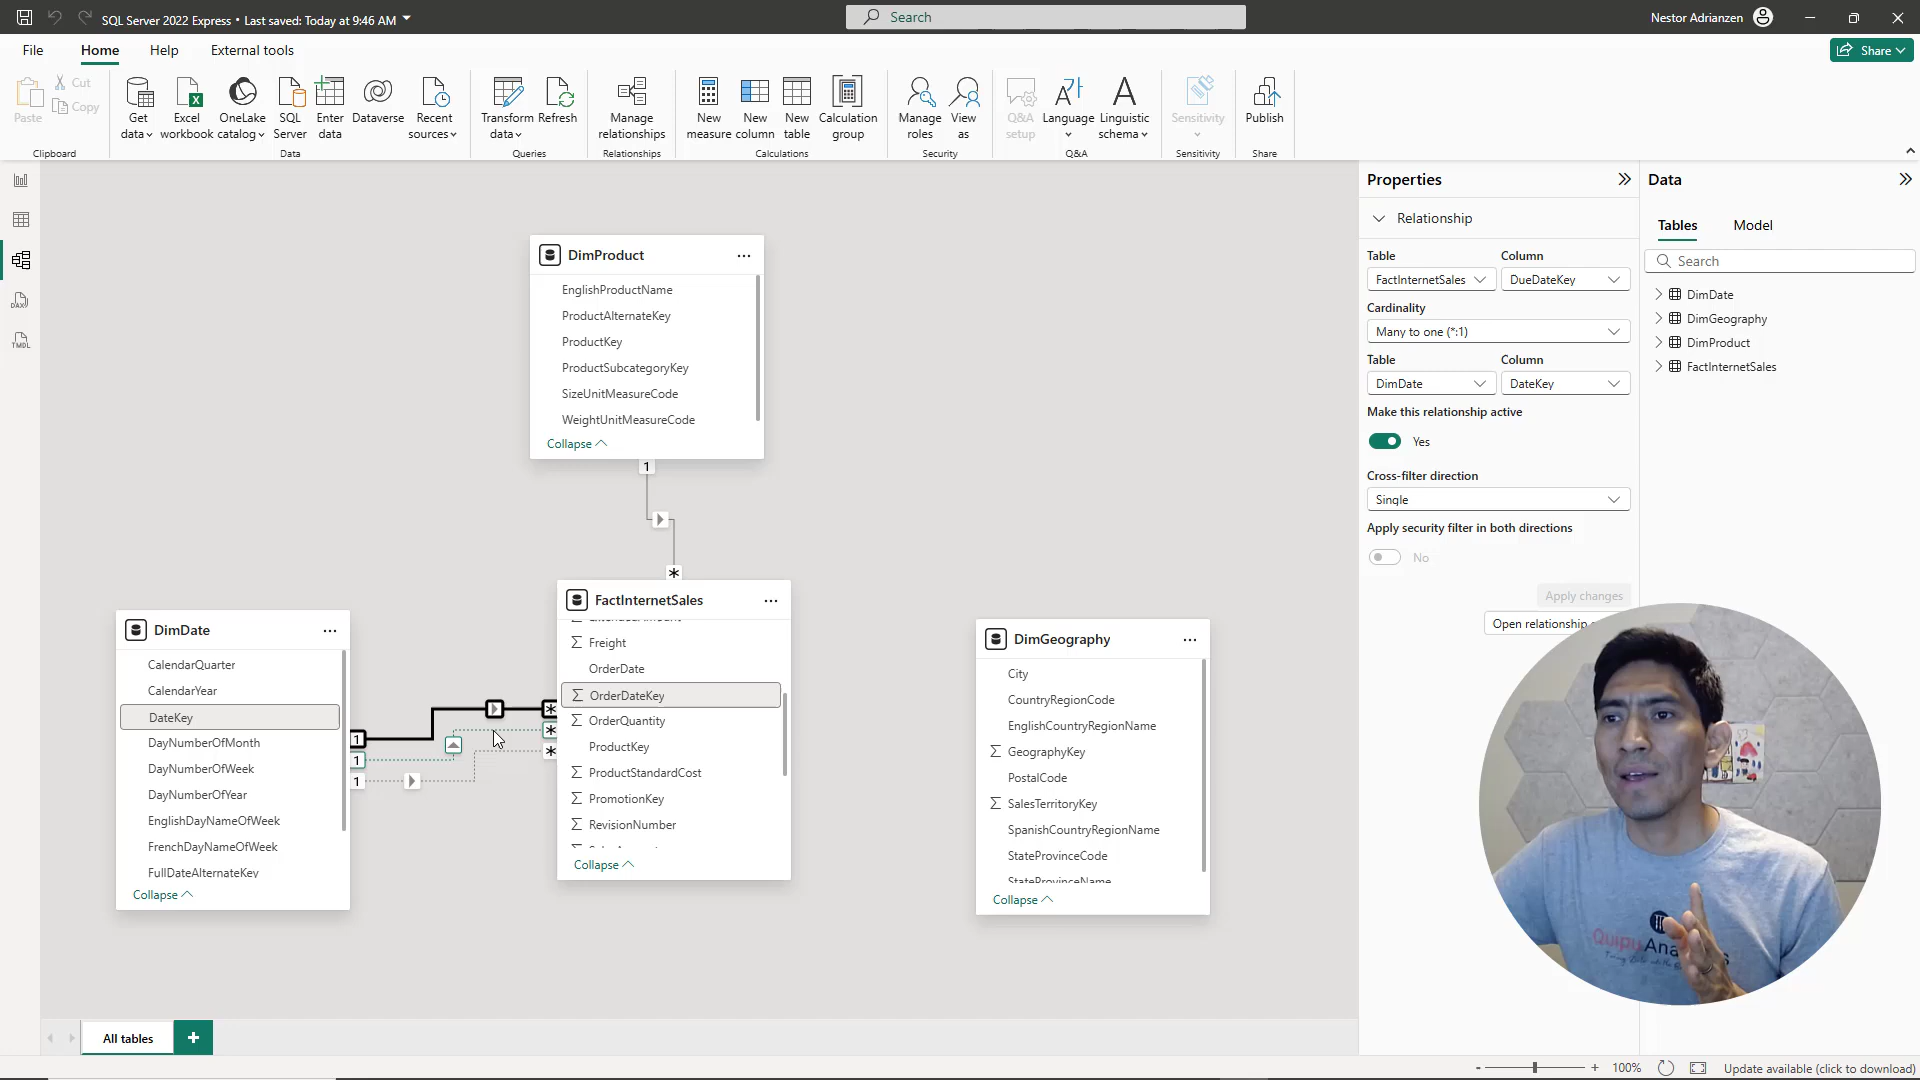 SQL Server 2022 Express • Last saved: Today at 9:46 AM
Search
Nestor Adrianzen
File
Home
Help
External tools
Share
Paste
Cut
Copy
Clipboard
Get data
Excel workbook
OneLake catalog
SQL Server
Enter data
Dataverse
Recent sources
Data
Transform data
Refresh
Queries
Manage relationships
Relationships
New measure
New column
New table
Calculation group
Calculations
Manage roles
View as
Security
Q&A setup
Language
Linguistic schema
Q&A
Sensitivity
Sensitivity
Publish
Share
DAX
TMDL
DimProduct
EnglishProductName
ProductAlternateKey
ProductKey
ProductSubcategoryKey
SizeUnitMeasureCode
WeightUnitMeasureCode
Collapse
1
*
DimDate
CalendarQuarter
CalendarYear
DateKey
DayNumberOfMonth
DayNumberOfWeek
DayNumberOfYear
EnglishDayNameOfWeek
FrenchDayNameOfWeek
FullDateAlternateKey
Collapse
1
1
1
*
*
*
FactInternetSales
Freight
OrderDate
OrderDateKey
OrderQuantity
ProductKey
ProductStandardCost
PromotionKey
RevisionNumber
Collapse
DimGeography
City
CountryRegionCode
EnglishCountryRegionName
GeographyKey
PostalCode
SalesTerritoryKey
SpanishCountryRegionName
StateProvinceCode
StateProvinceName
Collapse
Properties
Relationship
Table
Column
FactInternetSales
DueDateKey
Cardinality
Many to one (*:1)
Table
Column
DimDate
DateKey
Make this relationship active
Yes
Cross-filter direction
Single
Apply security filter in both directions
No
Apply changes
Open relationship
Data
Tables
Model
Search
DimDate
DimGeography
DimProduct
FactInternetSales
All tables
+
- + 100%
Update available (click to download)